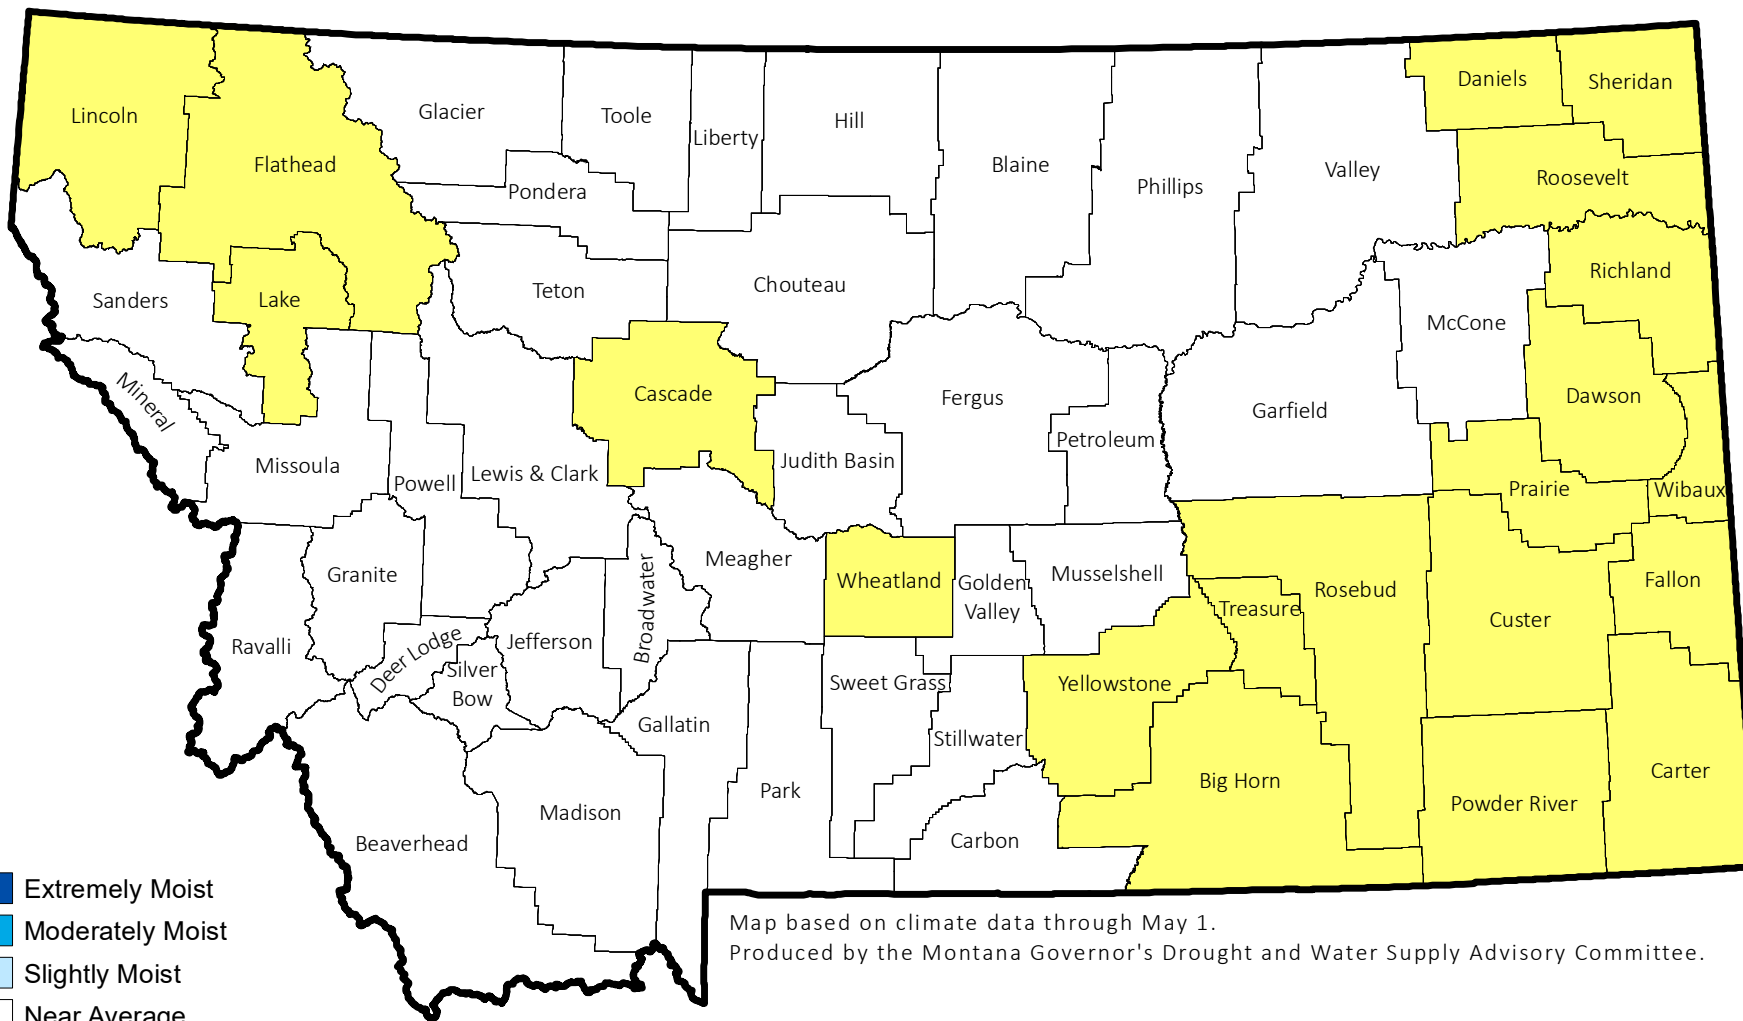 Lincoln
Flathead
Glacier
Toole
Liberty
Hill
Blaine
Phillips
Valley
Daniels
Sheridan
Roosevelt
Pondera
Sanders
Lake
Teton
Chouteau
Richland
McCone
Mineral
Cascade
Fergus
Garfield
Dawson
Missoula
Powell
Lewis & Clark
Judith Basin
Petroleum
Prairie
Wibaux
Granite
Broadwater
Meagher
Wheatland
Golden
Valley
Musselshell
Treasure
Rosebud
Custer
Fallon
Ravalli
Deer Lodge
Silver
Bow
Jefferson
Gallatin
Sweet Grass
Yellowstone
Stillwater
Madison
Park
Big Horn
Powder River
Carter
Beaverhead
Carbon
Extremely Moist
Moderately Moist
Slightly Moist
Near Average
Map based on climate data through May 1.
Produced by the Montana Governor's Drought and Water Supply Advisory Committee.